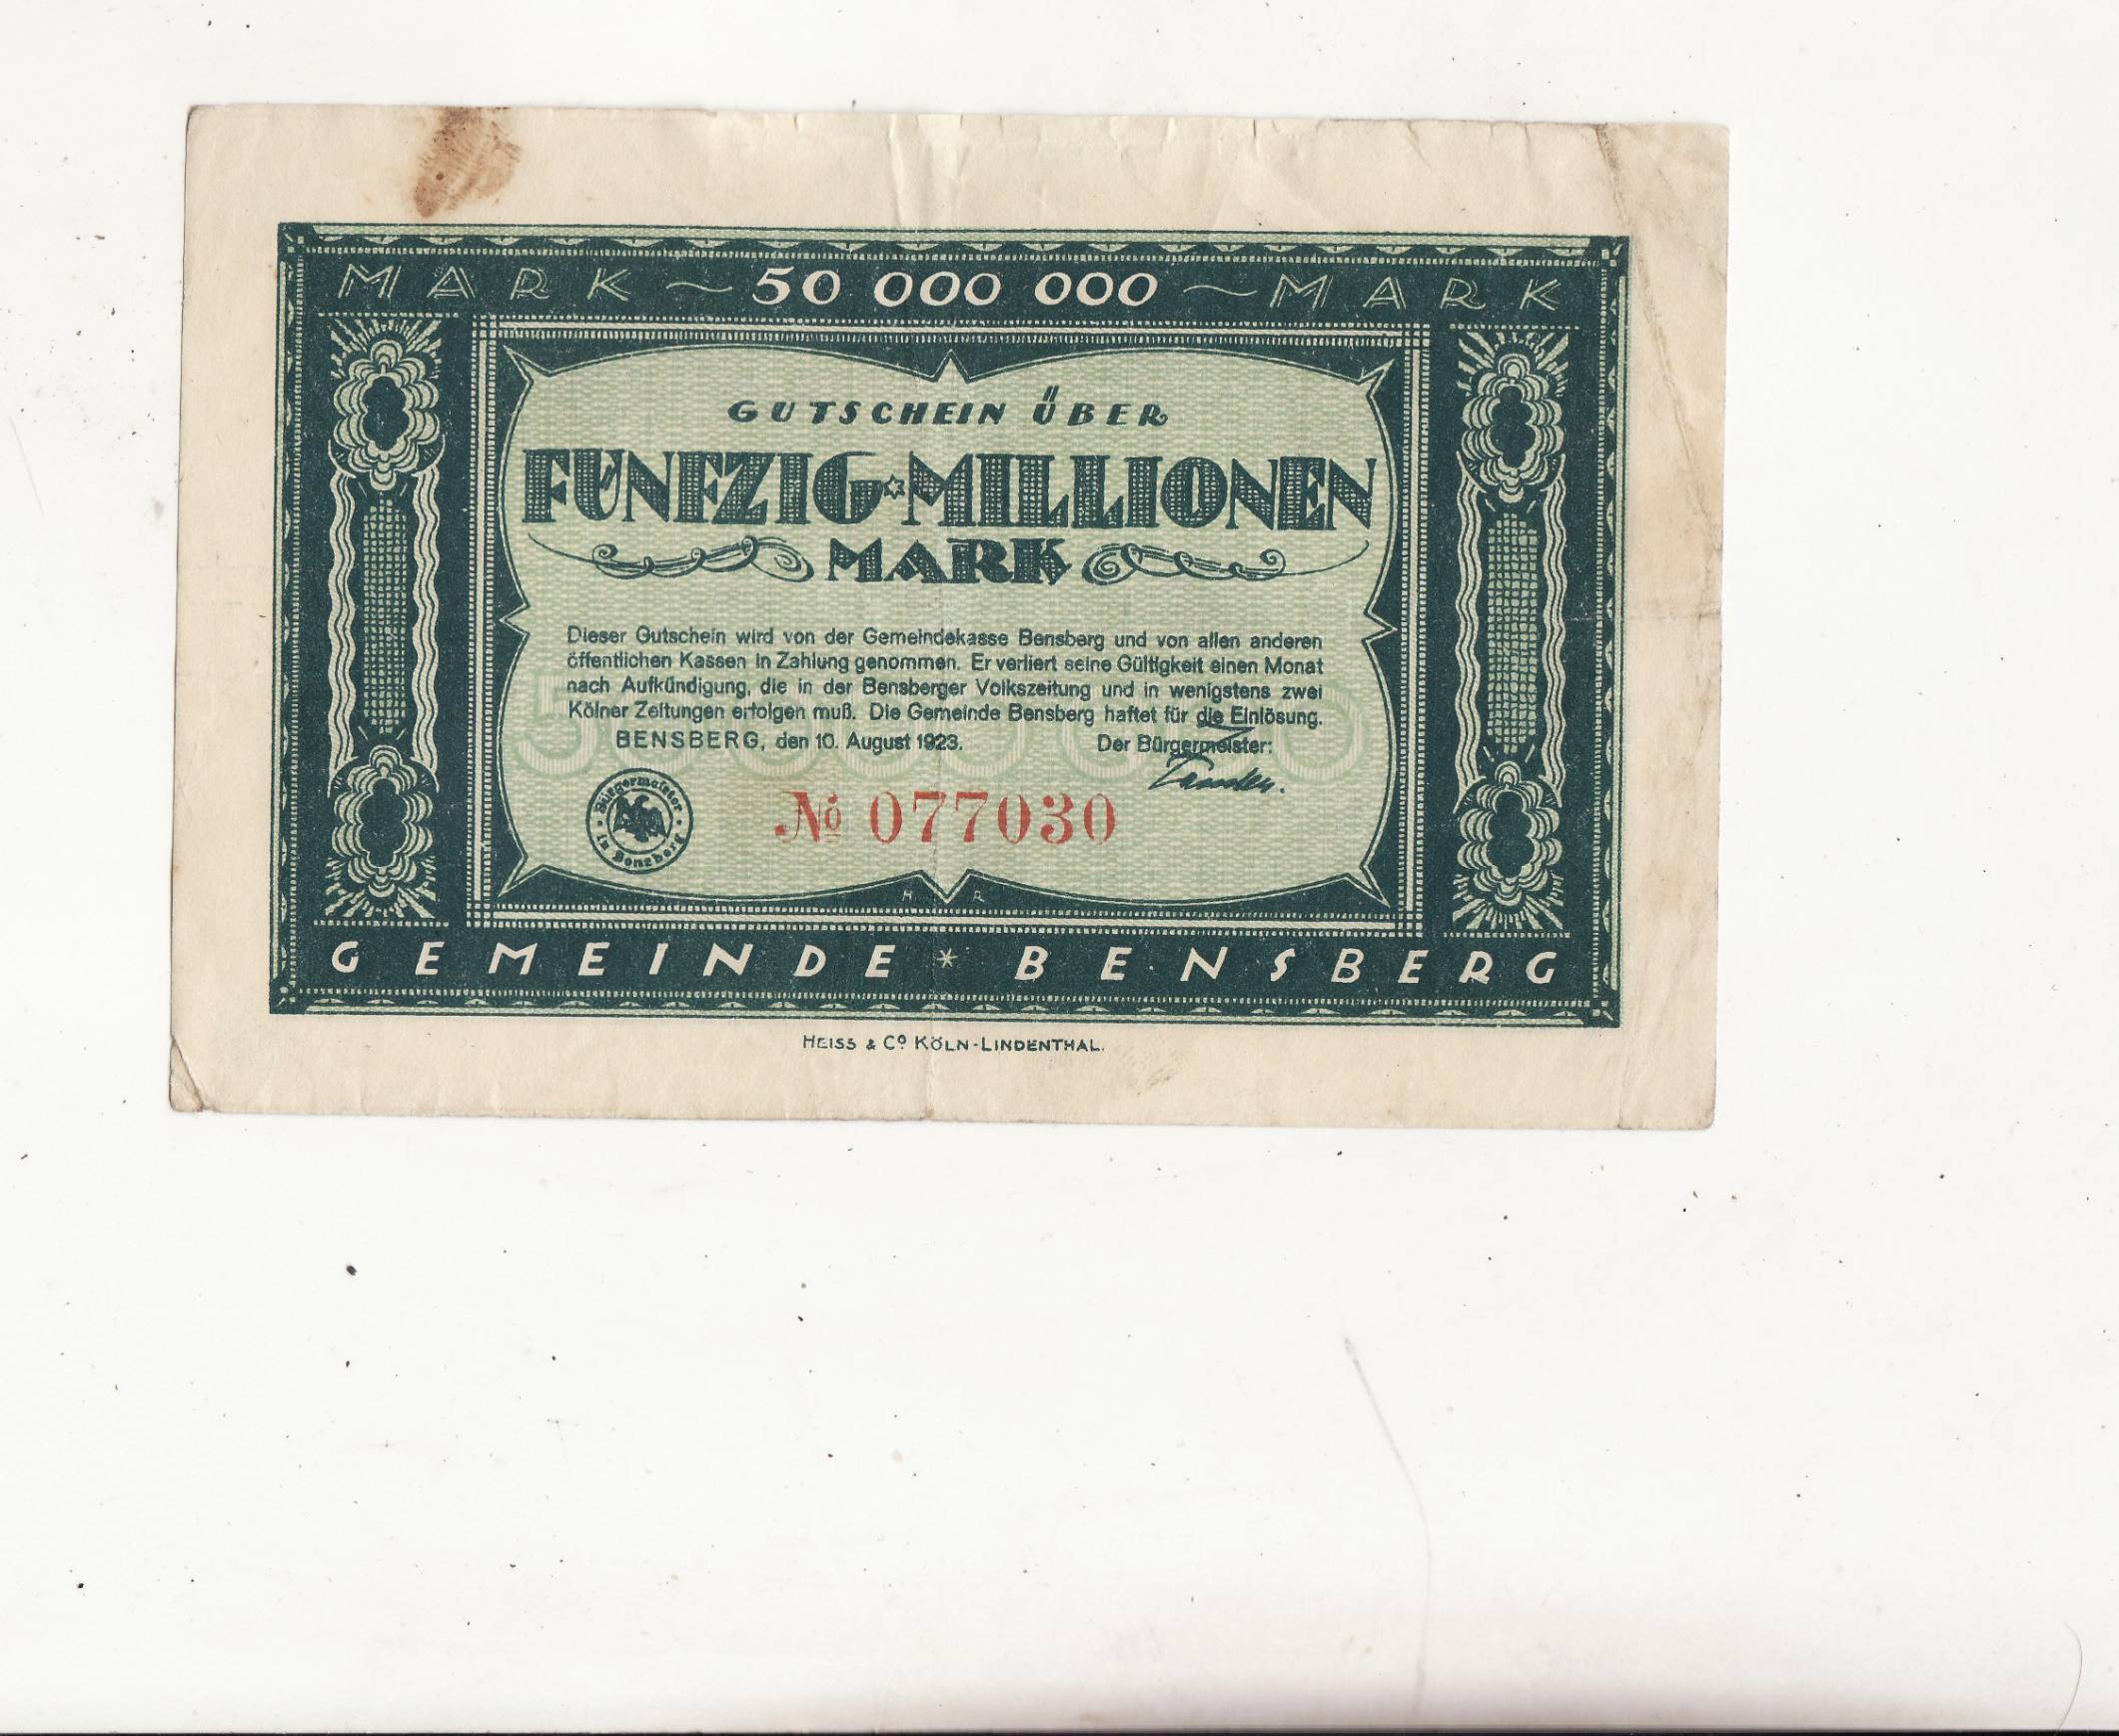 MARK ~ 50 000 000 ~ MARK
GUTSCHEIN ÜBER
FÜNFZIG * MILLIONEN
MARK
Dieser Gutschein wird von der Gemeindekasse Bensberg und von allen anderen
öffentlichen Kassen in Zahlung genommen. Er verliert seine Gültigkeit einen Monat
nach Aufkündigung, die in der Bensberger Volkszeitung und in wenigstens zwei
Kölner Zeitungen erfolgen muß. Die Gemeinde Bensberg haftet für die Einlösung.
BENSBERG, den 10. August 1923. Der Bürgermeister:
Bürgermeister in Bensberg
№ 077030
H R
GEMEINDE * BENSBERG
HEISS & Cº KÖLN-LINDENTHAL.